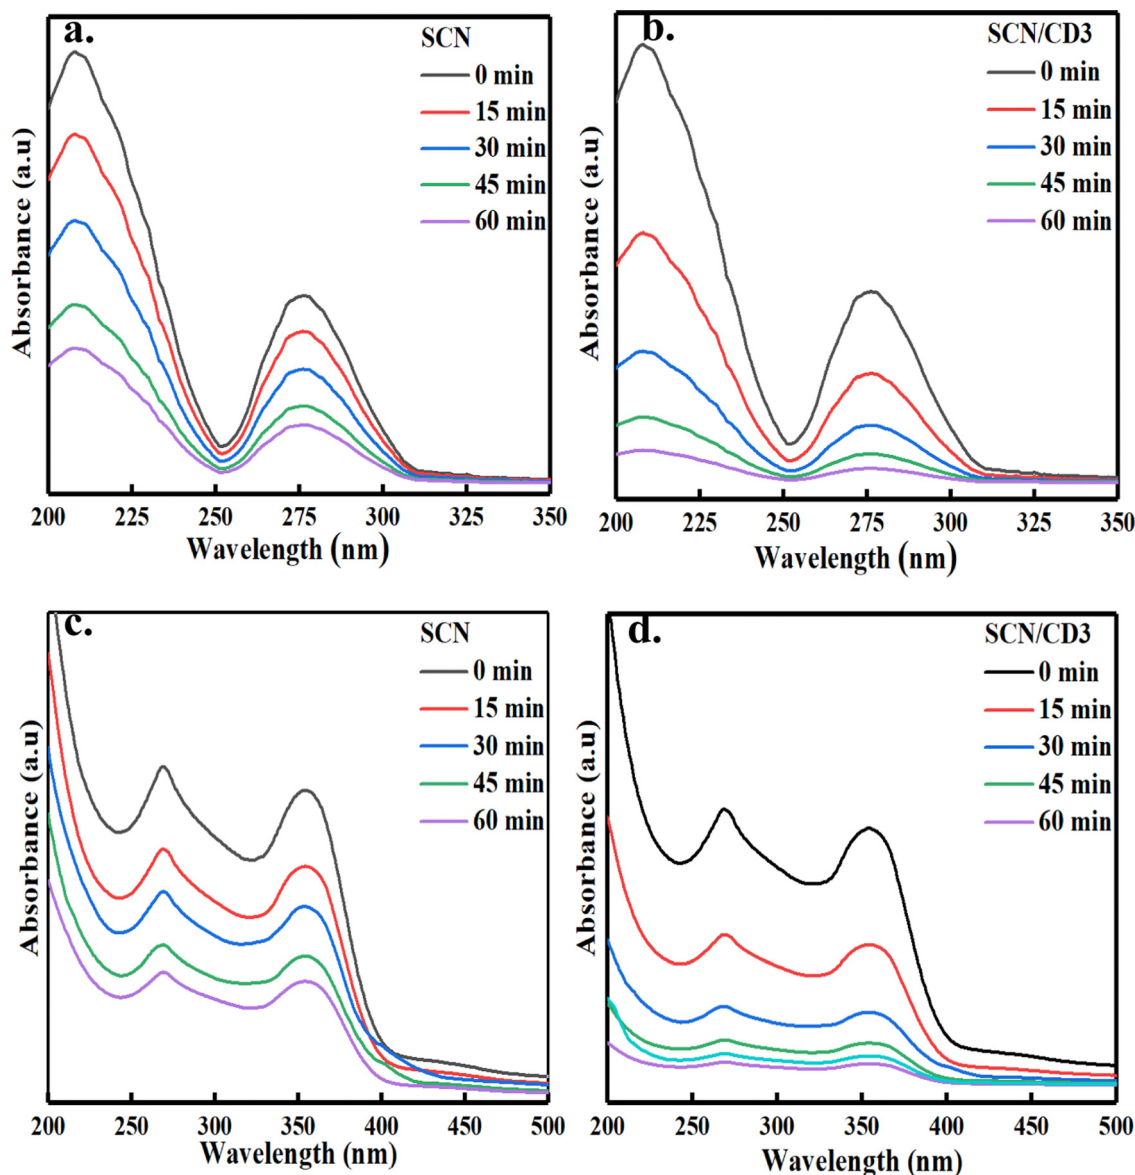 a.
SCN
0 min
15 min
30 min
45 min
60 min
Absorbance (a.u)
200 225 250 275 300 325 350
Wavelength (nm)
b.
SCN/CD3
0 min
15 min
30 min
45 min
60 min
Absorbance (a.u)
200 225 250 275 300 325 350
Wavelength (nm)
c.
SCN
0 min
15 min
30 min
45 min
60 min
Absorbance (a.u)
200 250 300 350 400 450 500
Wavelength (nm)
d.
SCN/CD3
0 min
15 min
30 min
45 min
60 min
Absorbance (a.u)
200 250 300 350 400 450 500
Wavelength (nm)